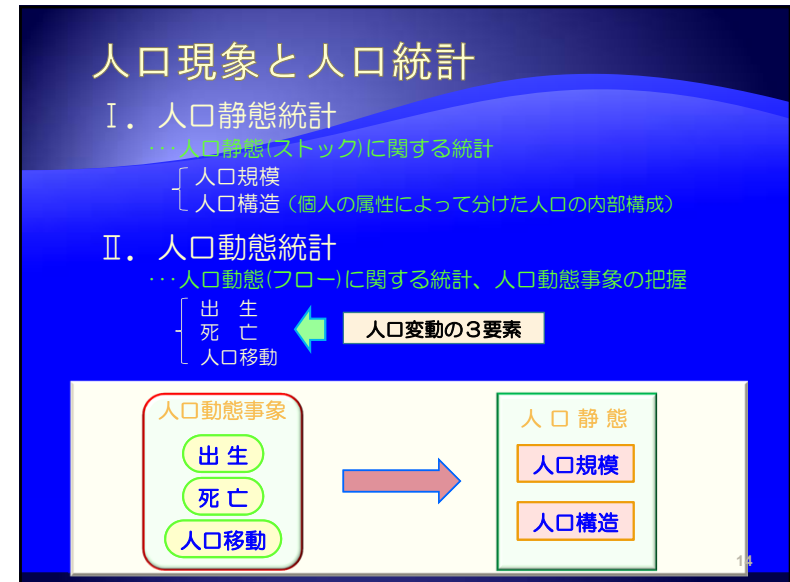 人口現象と人口統計
Ⅰ．人口静態統計
･･･人口静態(ストック)に関する統計
人口規模
人口構造（個人の属性によって分けた人口の内部構成）
Ⅱ．人口動態統計
･･･人口動態(フロー)に関する統計、人口動態事象の把握
出　生
死　亡
人口移動
人口変動の３要素
人口動態事象
出 生
死 亡
人口移動
人 口 静 態
人口規模
人口構造
14